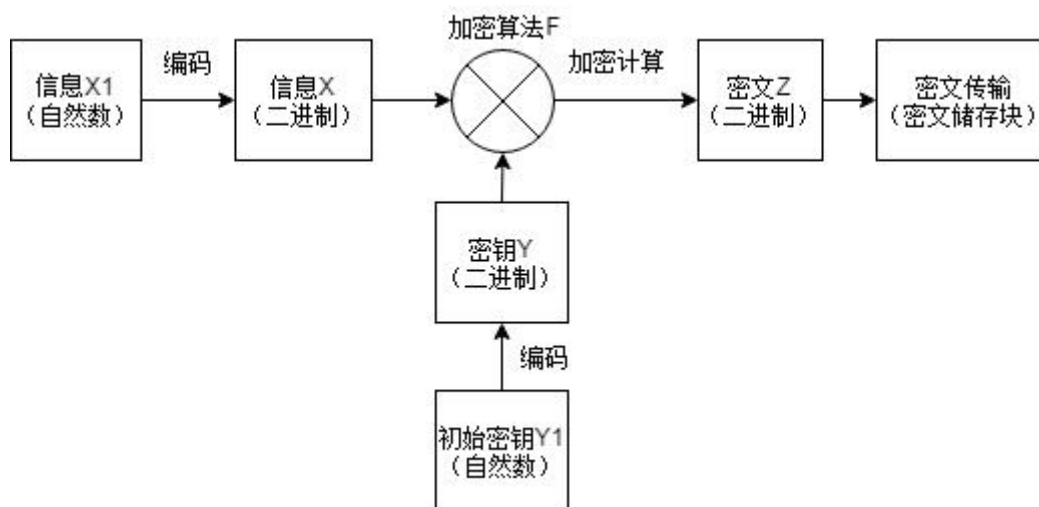 加密算法F
信息X1
（自然数）
编码
信息X
（二进制）
加密计算
密文Z
（二进制）
密文传输
（密文储存块）
密钥Y
（二进制）
编码
初始密钥Y1
（自然数）